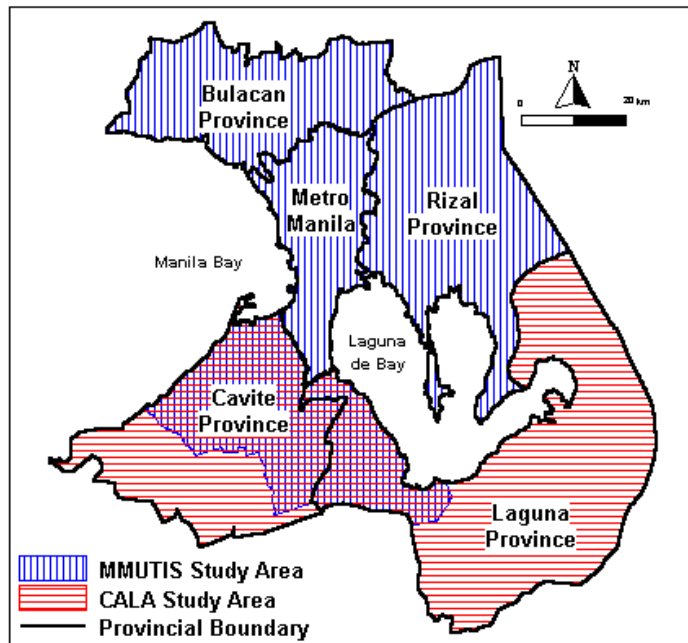 Bulacan
Province
N
0 20 km
Metro
Manila
Rizal
Province
Manila Bay
Laguna
de Bay
Cavite
Province
Laguna
Province
MMUTIS Study Area
CALA Study Area
Provincial Boundary